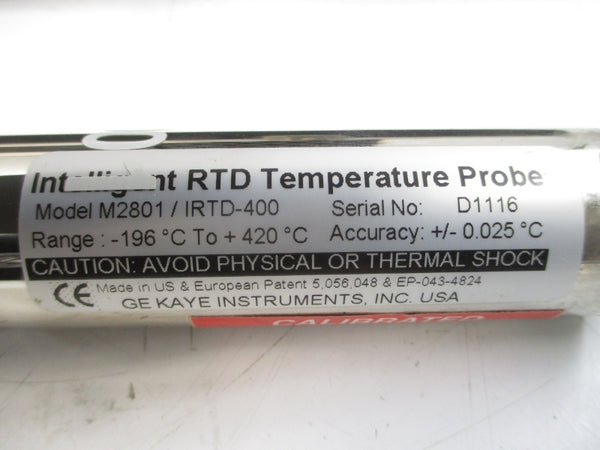 Intelligent RTD Temperature Probe
Model M2801 / IRTD-400 Serial No: D1116
Range : -196 °C To + 420 °C Accuracy: +/- 0.025 °C
CAUTION: AVOID PHYSICAL OR THERMAL SHOCK
CE Made in US & European Patent 5,056,048 & EP-043-4824
GE KAYE INSTRUMENTS, INC. USA
CALIBRATED